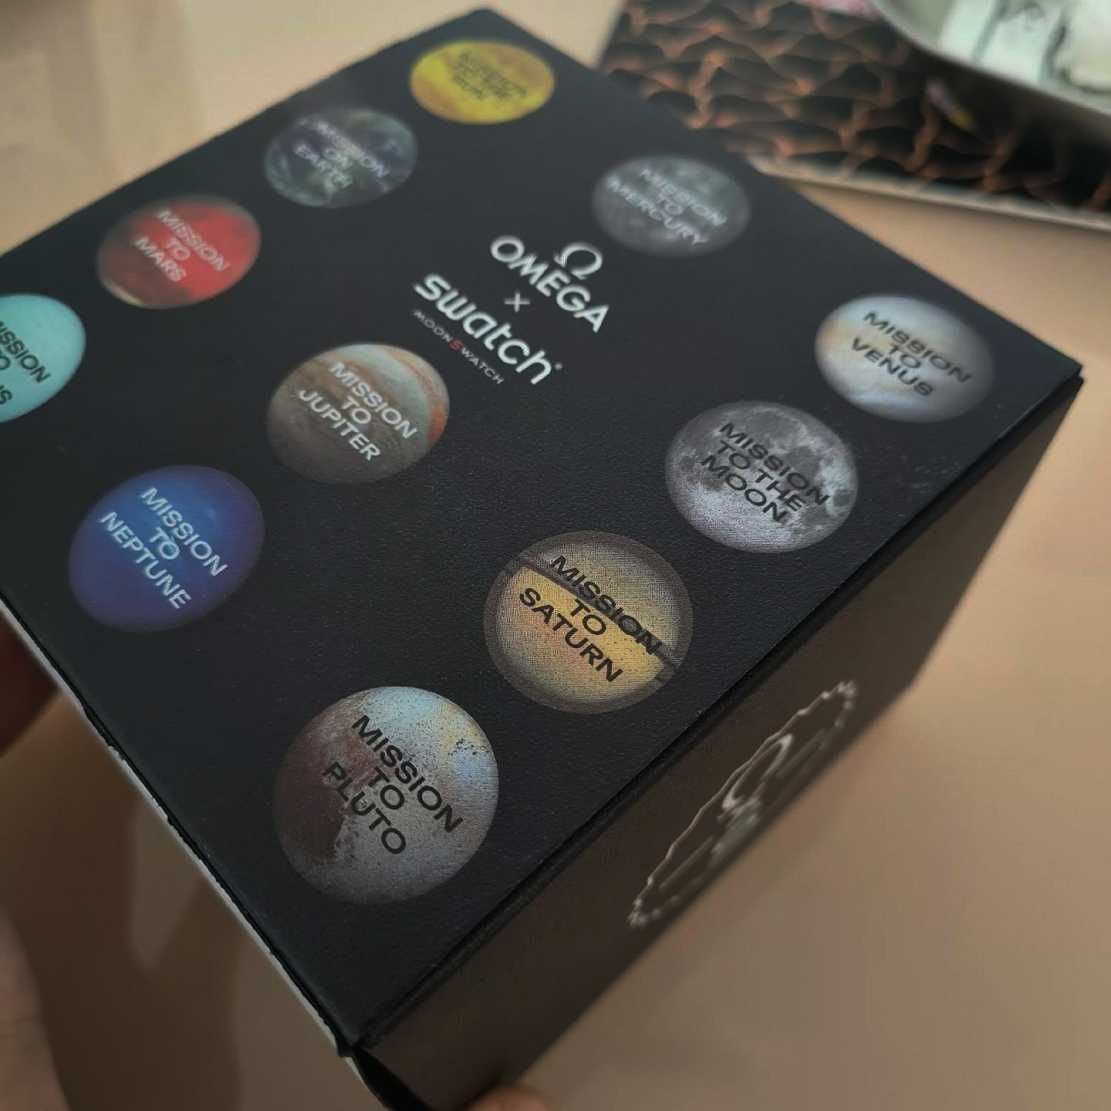 MISSION
TO THE
SUN
MISSION
ON
EARTH
MISSION
TO
MERCURY
MISSION
TO
MARS
Ω
OMEGA
×
swatch®
MOONSWATCH
MISSION
TO
VENUS
ISSION
MISSION
TO
JUPITER
MISSION
TO THE
MOON
MISSION
TO
NEPTUNE
MISSION
TO
SATURN
MISSION
TO
PLUTO